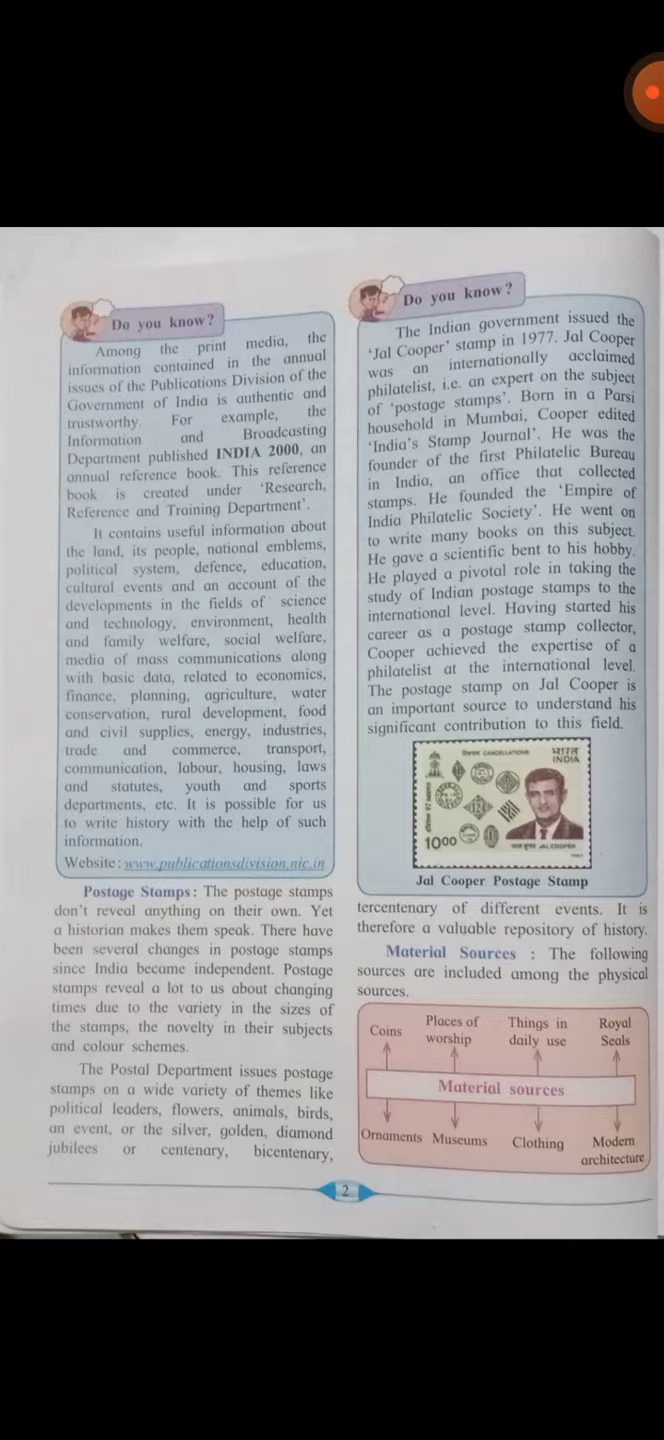 Do you know?
Among the print media, the
information contained in the annual
issues of the Publications Division of the
Government of India is authentic and
trustworthy. For example, the
Information and Broadcasting
Department published INDIA 2000, an
annual reference book. This reference
book is created under ‘Research,
Reference and Training Department’.
It contains useful information about
the land, its people, national emblems,
political system, defence, education,
cultural events and an account of the
developments in the fields of science
and technology, environment, health
and family welfare, social welfare,
media of mass communications along
with basic data, related to economics,
finance, planning, agriculture, water
conservation, rural development, food
and civil supplies, energy, industries,
trade and commerce, transport,
communication, labour, housing, laws
and statutes, youth and sports
departments, etc. It is possible for us
to write history with the help of such
information.
Website : www.publicationsdivision.nic.in
Postage Stamps: The postage stamps
don’t reveal anything on their own. Yet
a historian makes them speak. There have
been several changes in postage stamps
since India became independent. Postage
stamps reveal a lot to us about changing
times due to the variety in the sizes of
the stamps, the novelty in their subjects
and colour schemes.
The Postal Department issues postage
stamps on a wide variety of themes like
political leaders, flowers, animals, birds,
an event, or the silver, golden, diamond
jubilees or centenary, bicentenary,
Do you know?
The Indian government issued the
‘Jal Cooper’ stamp in 1977. Jal Cooper
was an internationally acclaimed
philatelist, i.e. an expert on the subject
of ‘postage stamps’. Born in a Parsi
household in Mumbai, Cooper edited
‘India’s Stamp Journal’. He was the
founder of the first Philatelic Bureau
in India, an office that collected
stamps. He founded the ‘Empire of
India Philatelic Society’. He went on
to write many books on this subject.
He gave a scientific bent to his hobby.
He played a pivotal role in taking the
study of Indian postage stamps to the
international level. Having started his
career as a postage stamp collector,
Cooper achieved the expertise of a
philatelist at the international level.
The postage stamp on Jal Cooper is
an important source to understand his
significant contribution to this field.
CANCELLATIONS
भारत
INDIA
1000
JAL COOPER
Jal Cooper Postage Stamp
tercentenary of different events. It is
therefore a valuable repository of history.
Material Sources : The following
sources are included among the physical
sources.
Coins
Places of
worship
Things in
daily use
Royal
Seals
Material sources
Ornaments
Museums
Clothing
Modern
architecture
2